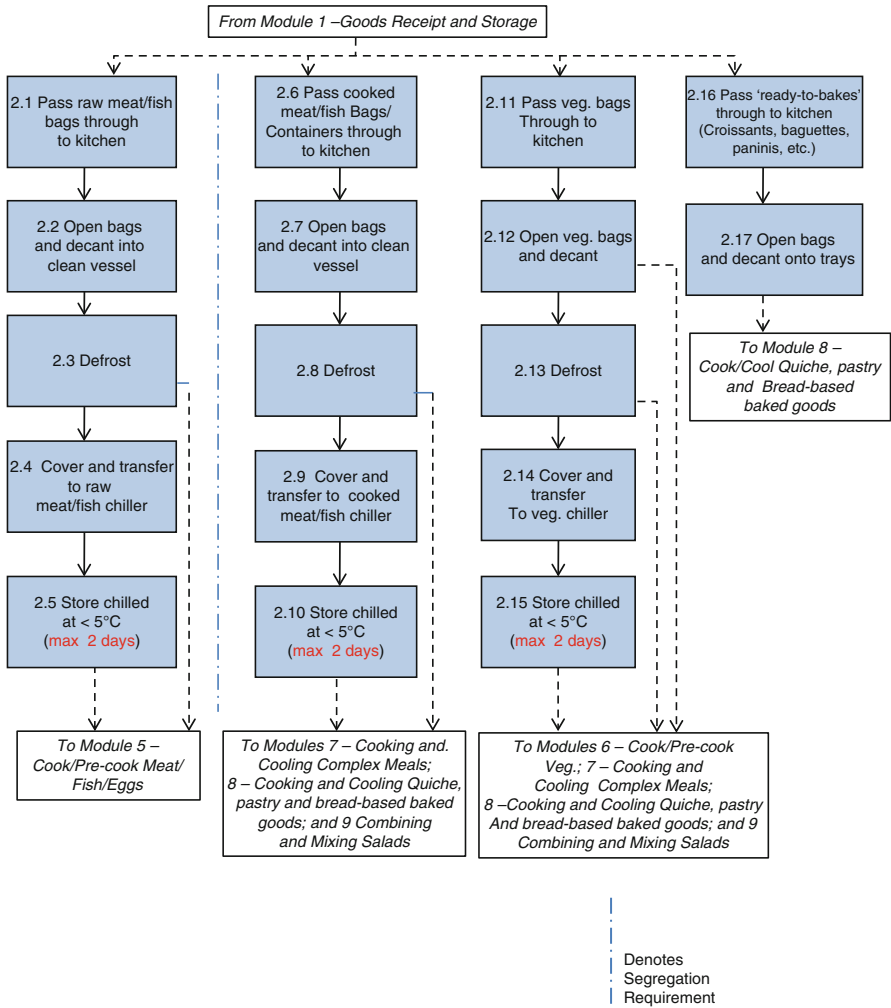 From Module 1 –Goods Receipt and Storage
2.1 Pass raw meat/fish
bags through
to kitchen
2.2 Open bags
and decant into
clean vessel
2.3 Defrost
2.4 Cover and transfer
to raw
meat/fish chiller
2.5 Store chilled
at < 5°C
(max 2 days)
To Module 5 –
Cook/Pre-cook Meat/
Fish/Eggs
2.6 Pass cooked
meat/fish Bags/
Containers through
to kitchen
2.7 Open bags
and decant into clean
vessel
2.8 Defrost
2.9 Cover and
transfer to cooked
meat/fish chiller
2.10 Store chilled
at < 5°C
(max 2 days)
To Modules 7 – Cooking and.
Cooling Complex Meals;
8 – Cooking and Cooling Quiche,
pastry and bread-based baked
goods; and 9 Combining
and Mixing Salads
2.11 Pass veg. bags
Through to
kitchen
2.12 Open veg. bags
and decant
2.13 Defrost
2.14 Cover and
transfer
To veg. chiller
2.15 Store chilled
at < 5°C
(max 2 days)
To Modules 6 – Cook/Pre-cook
Veg.; 7 – Cooking and
Cooling Complex Meals;
8 –Cooking and Cooling Quiche, pastry
And bread-based baked goods; and 9
Combining and Mixing Salads
2.16 Pass ‘ready-to-bakes’
through to kitchen
(Croissants, baguettes,
paninis, etc.)
2.17 Open bags
and decant onto trays
To Module 8 –
Cook/Cool Quiche, pastry
and Bread-based
baked goods
Denotes
Segregation
Requirement